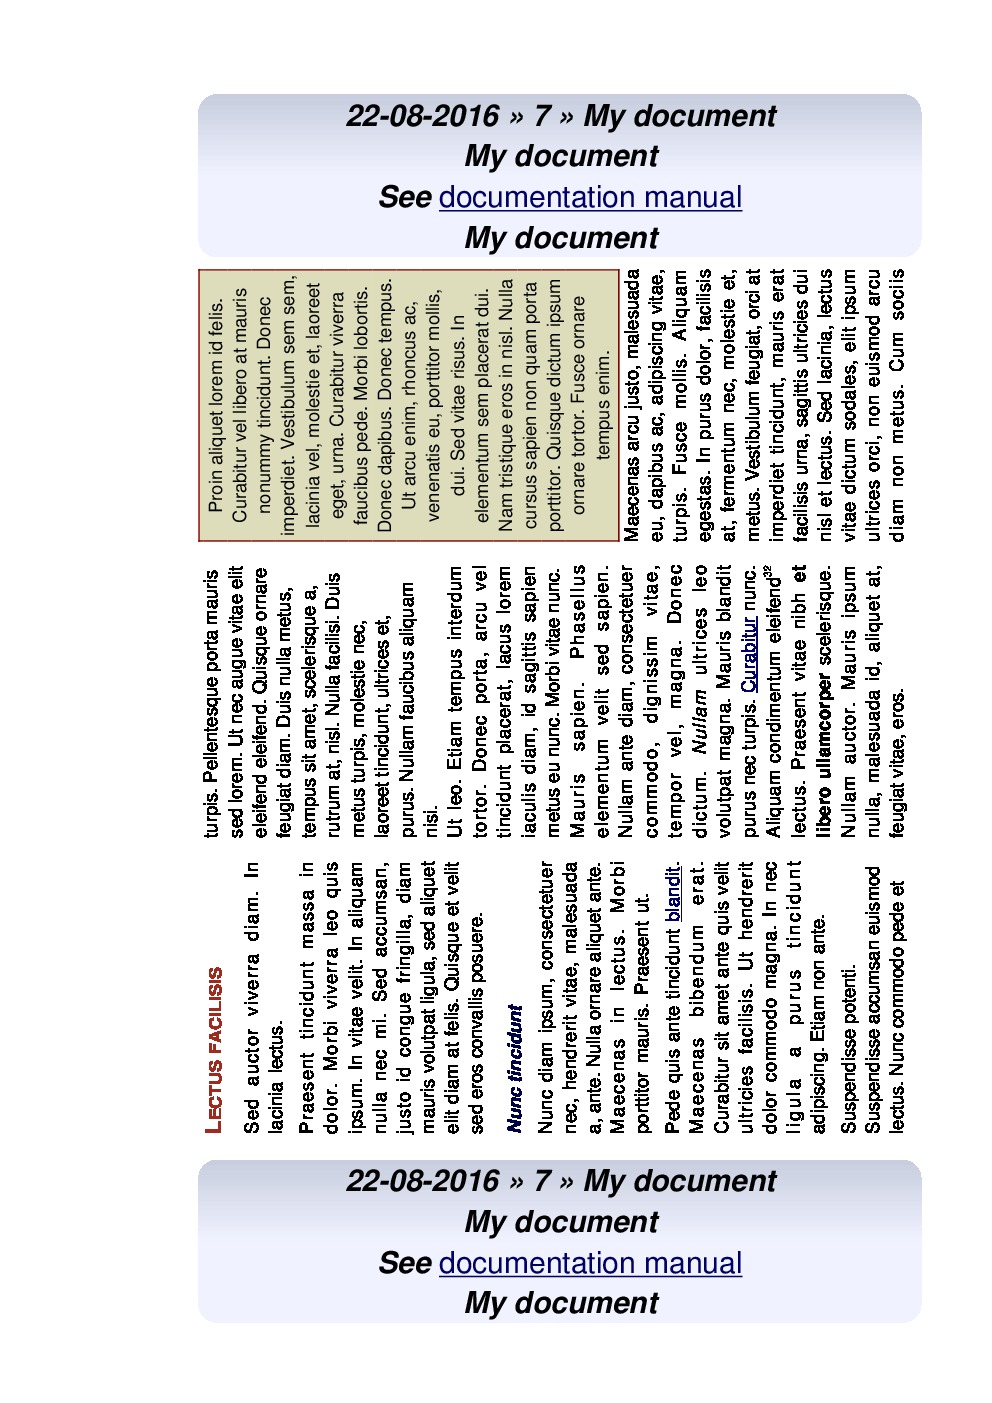 22-08-2016 » 7 » My document
My document
See documentation manual
My document
LECTUS FACILISIS
Sed auctor viverra diam. In
lacinia lectus.
Praesent tincidunt massa in
dolor. Morbi viverra leo quis
ipsum. In vitae velit. In aliquam
nulla nec mi. Sed accumsan,
justo id congue fringilla, diam
mauris volutpat ligula, sed aliquet
elit diam at felis. Quisque et velit
sed eros convallis posuere.
Nunc tincidunt
Nunc diam ipsum, consectetuer
nec, hendrerit vitae, malesuada
a, ante. Nulla ornare aliquet ante.
Maecenas in lectus. Morbi
porttitor mauris. Praesent ut.
Pede quis ante tincidunt blandit.
Maecenas bibendum erat.
Curabitur sit amet ante quis velit
ultricies facilisis. Ut hendrerit
dolor commodo magna. In nec
ligula a purus tincidunt
adipiscing. Etiam non ante.
Suspendisse potenti.
Suspendisse accumsan euismod
lectus. Nunc commodo pede et
turpis. Pellentesque porta mauris
sed lorem. Ut nec augue vitae elit
eleifend eleifend. Quisque ornare
feugiat diam. Duis nulla metus,
tempus sit amet, scelerisque a,
rutrum at, nisl. Nulla facilisi. Duis
metus turpis, molestie nec,
laoreet tincidunt, ultrices et,
purus. Nullam faucibus aliquam
nisi.
Ut leo. Etiam tempus interdum
tortor. Donec porta, arcu vel
tincidunt placerat, lacus lorem
iaculis diam, id sagittis sapien
metus eu nunc. Morbi vitae nunc.
Mauris sapien. Phasellus
elementum velit sed sapien.
Nullam ante diam, consectetuer
commodo, dignissim vitae,
tempor vel, magna. Donec
dictum. Nullam ultrices leo
volutpat magna. Mauris blandit
purus nec turpis. Curabitur nunc.
Aliquam condimentum eleifend32
lectus. Praesent vitae nibh et
libero ullamcorper scelerisque.
Nullam auctor. Mauris ipsum
nulla, malesuada id, aliquet at,
feugiat vitae, eros.
Proin aliquet lorem id felis.
Curabitur vel libero at mauris
nonummy tincidunt. Donec
imperdiet. Vestibulum sem sem,
lacinia vel, molestie et, laoreet
eget, urna. Curabitur viverra
faucibus pede. Morbi lobortis.
Donec dapibus. Donec tempus.
Ut arcu enim, rhoncus ac,
venenatis eu, porttitor mollis,
dui. Sed vitae risus. In
elementum sem placerat dui.
Nam tristique eros in nisl. Nulla
cursus sapien non quam porta
porttitor. Quisque dictum ipsum
ornare tortor. Fusce ornare
tempus enim.
Maecenas arcu justo, malesuada
eu, dapibus ac, adipiscing vitae,
turpis. Fusce mollis. Aliquam
egestas. In purus dolor, facilisis
at, fermentum nec, molestie et,
metus. Vestibulum feugiat, orci at
imperdiet tincidunt, mauris erat
facilisis urna, sagittis ultricies dui
nisl et lectus. Sed lacinia, lectus
vitae dictum sodales, elit ipsum
ultrices orci, non euismod arcu
diam non metus. Cum sociis
22-08-2016 » 7 » My document
My document
See documentation manual
My document